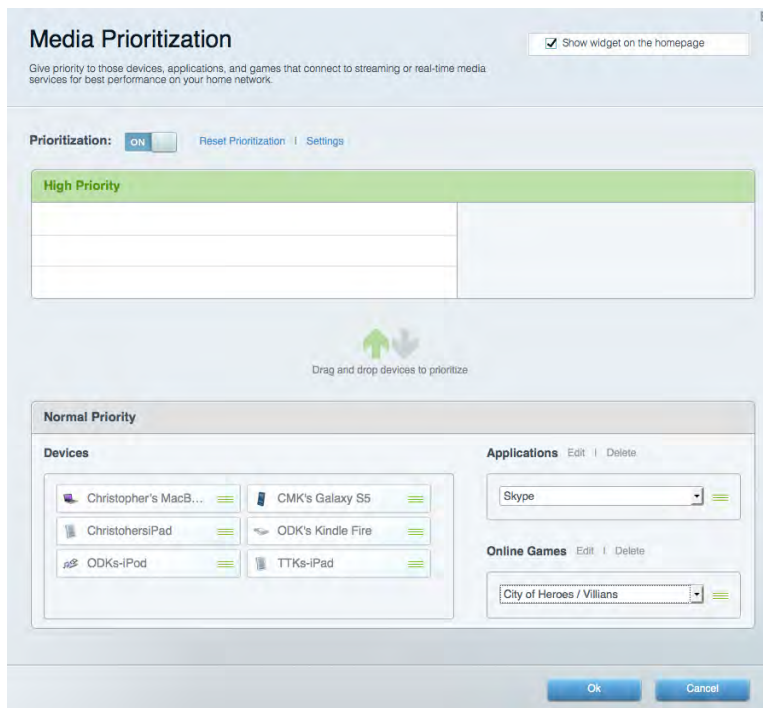 Media Prioritization
Show widget on the homepage
Give priority to those devices, applications, and games that connect to streaming or real-time media
services for best performance on your home network.
Prioritization: ON Reset Prioritization | Settings
High Priority
Drag and drop devices to prioritize
Normal Priority
Devices
Christopher's MacB...
CMK's Galaxy S5
ChristohersiPad
ODK's Kindle Fire
ODKs-iPod
TTKs-iPad
Applications Edit | Delete
Skype
Online Games Edit | Delete
City of Heroes / Villians
Ok
Cancel